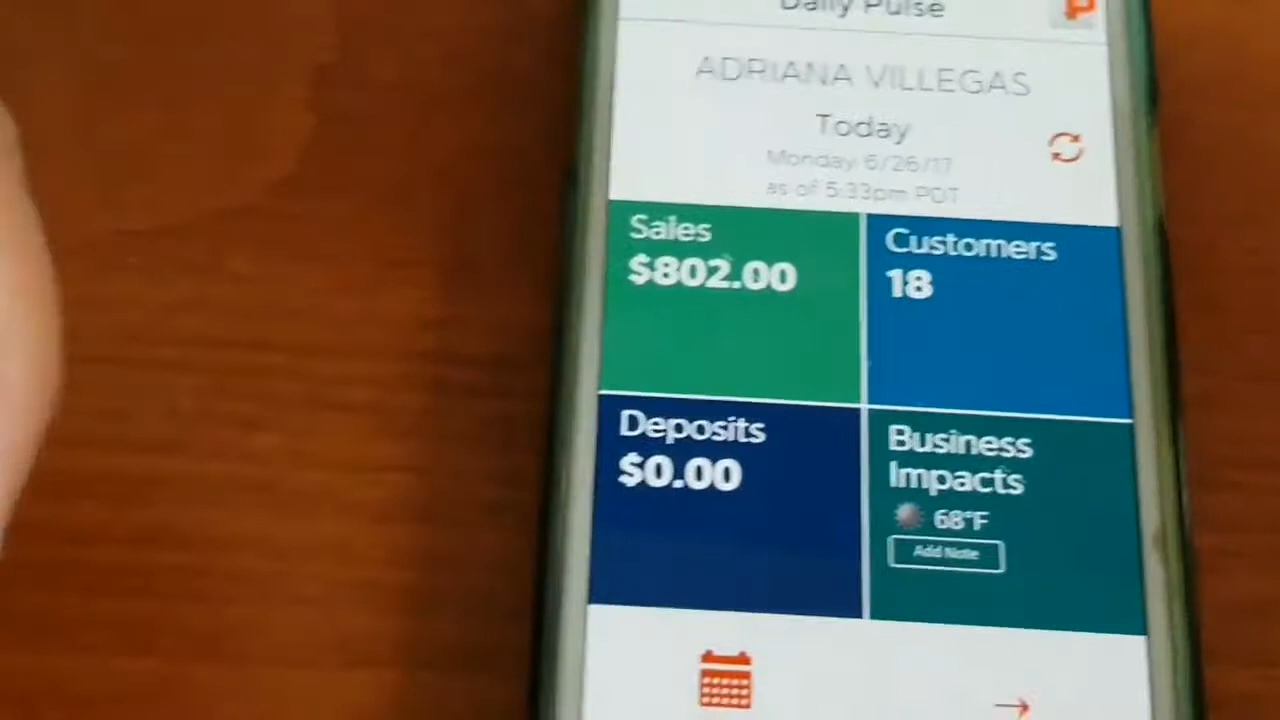 Daily Pulse
ADRIANA VILLEGAS
Today
Monday 6/26/17
as of 5:33pm PDT
Sales
$802.00
Customers
18
Deposits
$0.00
Business
Impacts
68°F
Add Note